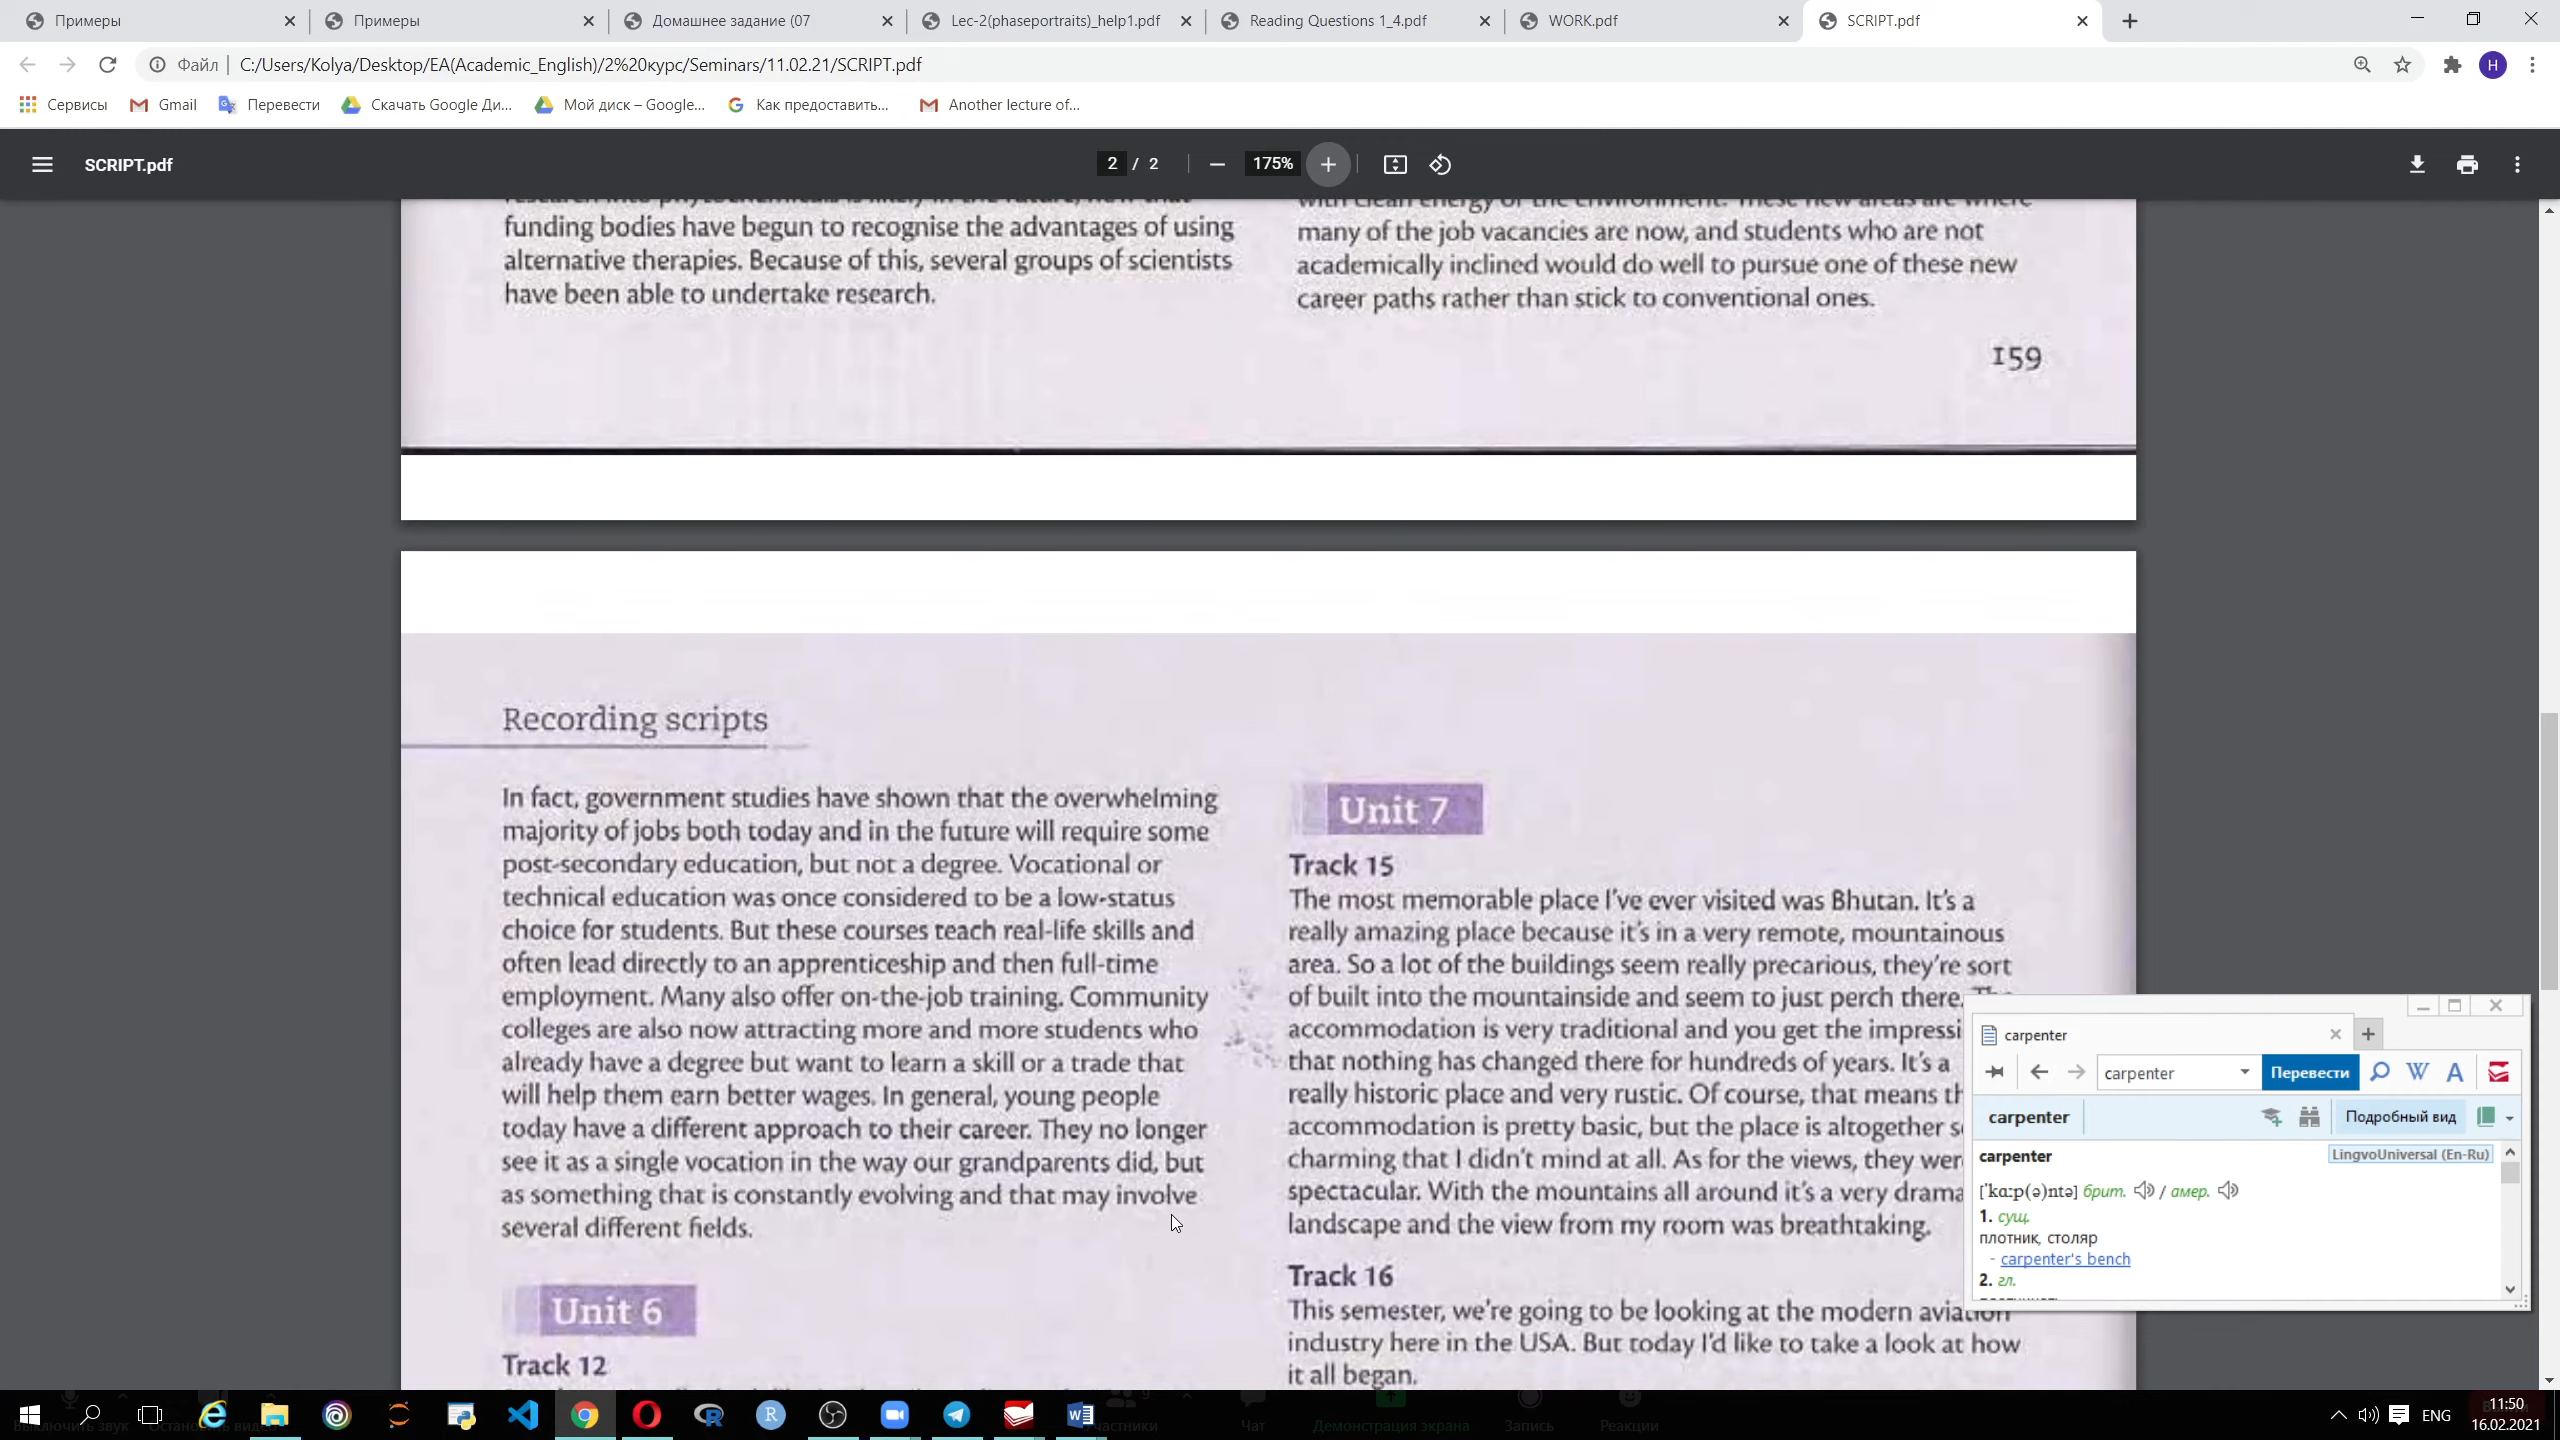 Примеры
Примеры
Домашнее задание (07
Lec-2(phaseportraits)_help1.pdf
Reading Questions 1_4.pdf
WORK.pdf
SCRIPT.pdf
Файл
C:/Users/Kolya/Desktop/EA(Academic_English)/2%20курс/Seminars/11.02.21/SCRIPT.pdf
H
Сервисы
Gmail
Перевести
Скачать Google Ди...
Мой диск – Google...
Как предоставить...
Another lecture of...
SCRIPT.pdf
2 / 2
175%
funding bodies have begun to recognise the advantages of using
alternative therapies. Because of this, several groups of scientists
have been able to undertake research.
with clean energy or the environment. These new areas are where
many of the job vacancies are now, and students who are not
academically inclined would do well to pursue one of these new
career paths rather than stick to conventional ones.
159
Recording scripts
In fact, government studies have shown that the overwhelming
majority of jobs both today and in the future will require some
post-secondary education, but not a degree. Vocational or
technical education was once considered to be a low-status
choice for students. But these courses teach real-life skills and
often lead directly to an apprenticeship and then full-time
employment. Many also offer on-the-job training. Community
colleges are also now attracting more and more students who
already have a degree but want to learn a skill or a trade that
will help them earn better wages. In general, young people
today have a different approach to their career. They no longer
see it as a single vocation in the way our grandparents did, but
as something that is constantly evolving and that may involve
several different fields.
Unit 6
Track 12
Unit 7
Track 15
The most memorable place I've ever visited was Bhutan. It's a
really amazing place because it's in a very remote, mountainous
area. So a lot of the buildings seem really precarious, they're sort
of built into the mountainside and seem to just perch there.
accommodation is very traditional and you get the impressi
that nothing has changed there for hundreds of years. It's a
really historic place and very rustic. Of course, that means th
accommodation is pretty basic, but the place is altogether s
charming that I didn't mind at all. As for the views, they wer
spectacular. With the mountains all around it's a very drama
landscape and the view from my room was breathtaking.
Track 16
This semester, we're going to be looking at the modern aviation
industry here in the USA. But today I'd like to take a look at how
it all began.
carpenter
carpenter
Перевести
carpenter
Подробный вид
carpenter
LingvoUniversal (En-Ru)
['kɑːp(ə)ntə] брит. / амер.
1. сущ.
плотник, столяр
- carpenter's bench
2. гл.
Чат
Демонстрация экрана
Запись
Реакции
ENG
11:50
16.02.2021